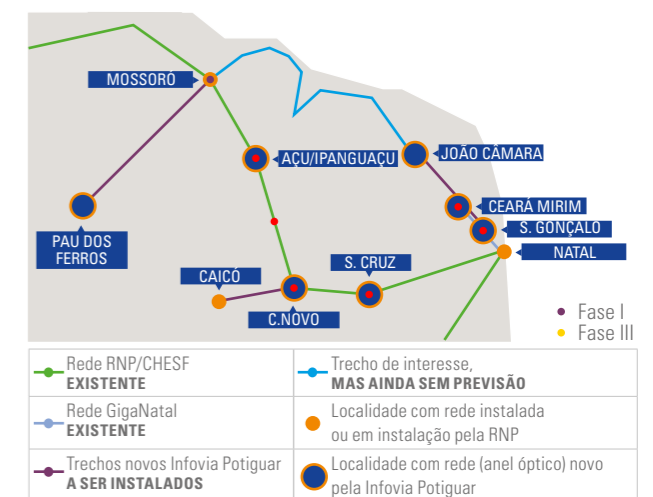 MOSSORÓ
AÇU/IPANGUAÇU
JOÃO CÂMARA
CEARÁ MIRIM
S. GONÇALO
NATAL
PAU DOS
FERROS
CAICÓ
S. CRUZ
C.NOVO
Fase I
Fase III
Rede RNP/CHESF
EXISTENTE
Trecho de interesse,
MAS AINDA SEM PREVISÃO
Rede GigaNatal
EXISTENTE
Localidade com rede instalada
ou em instalação pela RNP
Trechos novos Infovia Potiguar
A SER INSTALADOS
Localidade com rede (anel óptico) novo
pela Infovia Potiguar